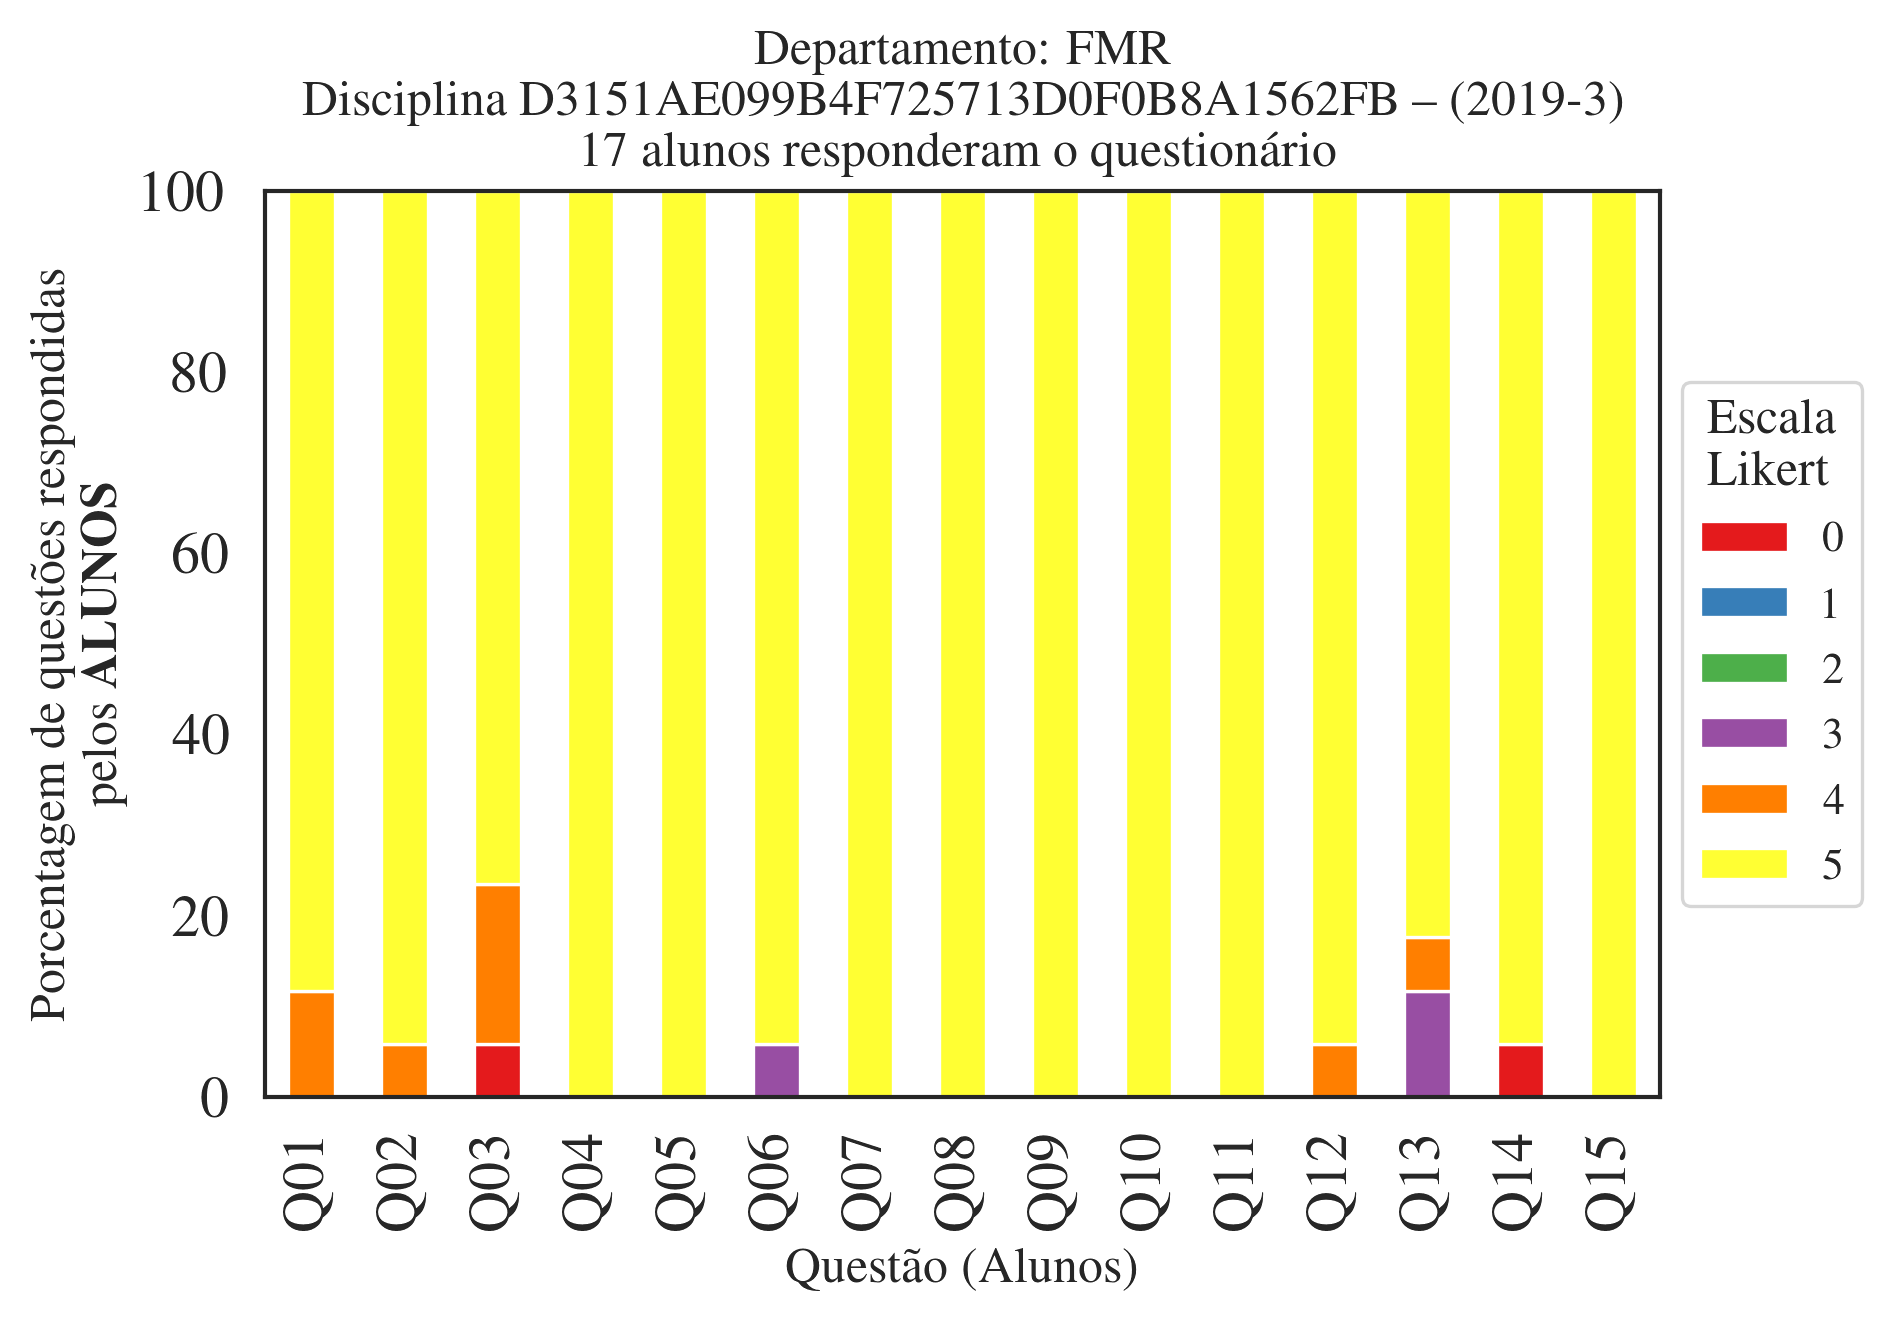 Departamento: FMR
Disciplina D3151AE099B4F725713D0F0B8A1562FB – (2019-3)
17 alunos responderam o questionário
Porcentagem de questões respondidas
pelos ALUNOS
100
80
60
40
20
0
Q01
Q02
Q03
Q04
Q05
Q06
Q07
Q08
Q09
Q10
Q11
Q12
Q13
Q14
Q15
Questão (Alunos)
Escala
Likert
0
1
2
3
4
5